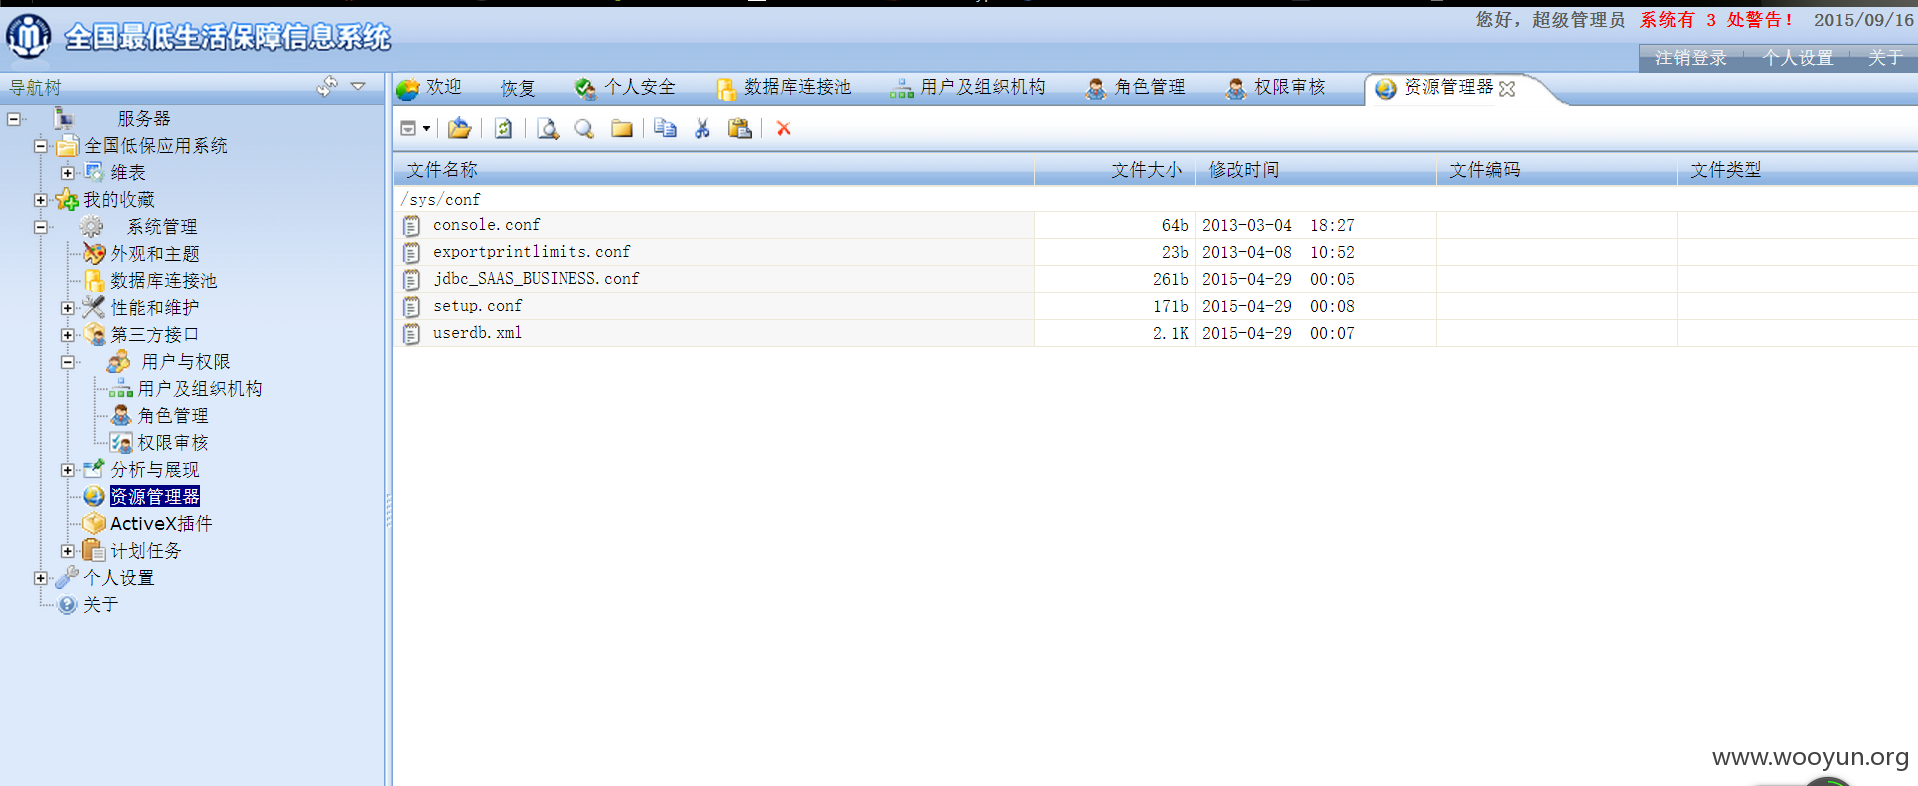 全国最低生活保障信息系统
您好，超级管理员 系统有 3 处警告！ 2015/09/16
注销登录 个人设置 关于
导航树
欢迎 恢复 个人安全 数据库连接池 用户及组织机构 角色管理 权限审核 资源管理器
服务器
全国低保应用系统
维表
我的收藏
系统管理
外观和主题
数据库连接池
性能和维护
第三方接口
用户与权限
用户及组织机构
角色管理
权限审核
分析与展现
资源管理器
ActiveX插件
计划任务
个人设置
关于
文件名称 文件大小 修改时间 文件编码 文件类型
/sys/conf
console.conf 64b 2013-03-04 18:27
exportprintlimits.conf 23b 2013-04-08 10:52
jdbc_SAAS_BUSINESS.conf 261b 2015-04-29 00:05
setup.conf 171b 2015-04-29 00:08
userdb.xml 2.1K 2015-04-29 00:07
www.wooyun.org